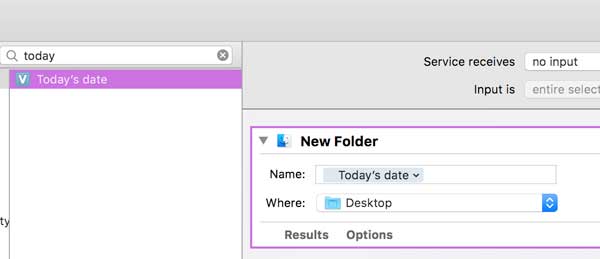 today
V Today's date
ty
Service receives no input
Input is entire selec
New Folder
Name: Today's date
Where: Desktop
Results Options